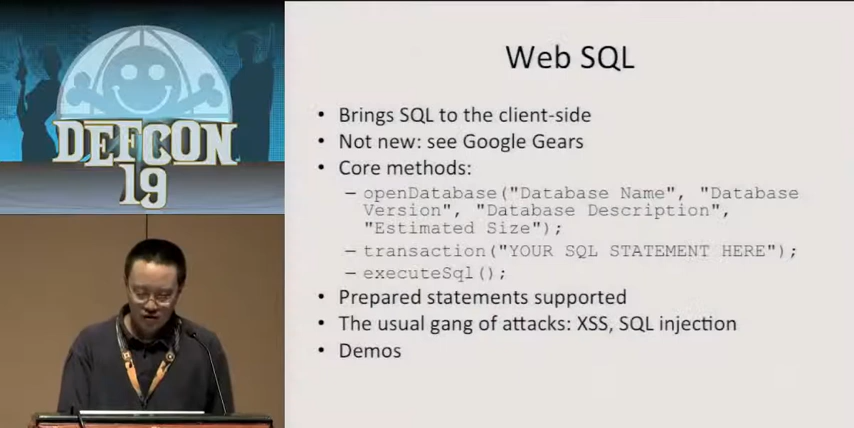 DEFCON
19
Web SQL
• Brings SQL to the client-side
• Not new: see Google Gears
• Core methods:
– openDatabase("Database Name", "Database
Version", "Database Description",
"Estimated Size");
– transaction("YOUR SQL STATEMENT HERE");
– executeSql();
• Prepared statements supported
• The usual gang of attacks: XSS, SQL injection
• Demos